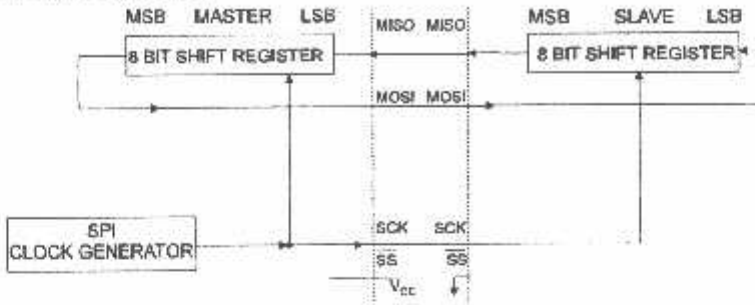 MSB MASTER LSB
MISO MISO
MSB SLAVE LSB
8 BIT SHIFT REGISTER
8 BIT SHIFT REGISTER
MOSI MOSI
SPI
CLOCK GENERATOR
SCK SCK
SS SS
VCC